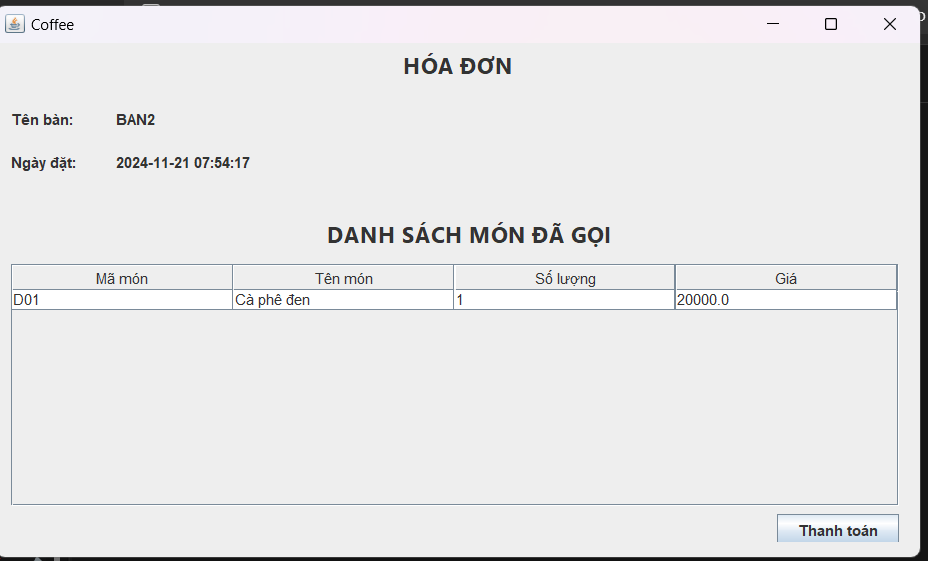 Coffee
HÓA ĐƠN
Tên bàn: BAN2
Ngày đặt: 2024-11-21 07:54:17
DANH SÁCH MÓN ĐÃ GỌI
Mã món Tên món Số lượng Giá
D01 Cà phê đen 1 20000.0
Thanh toán